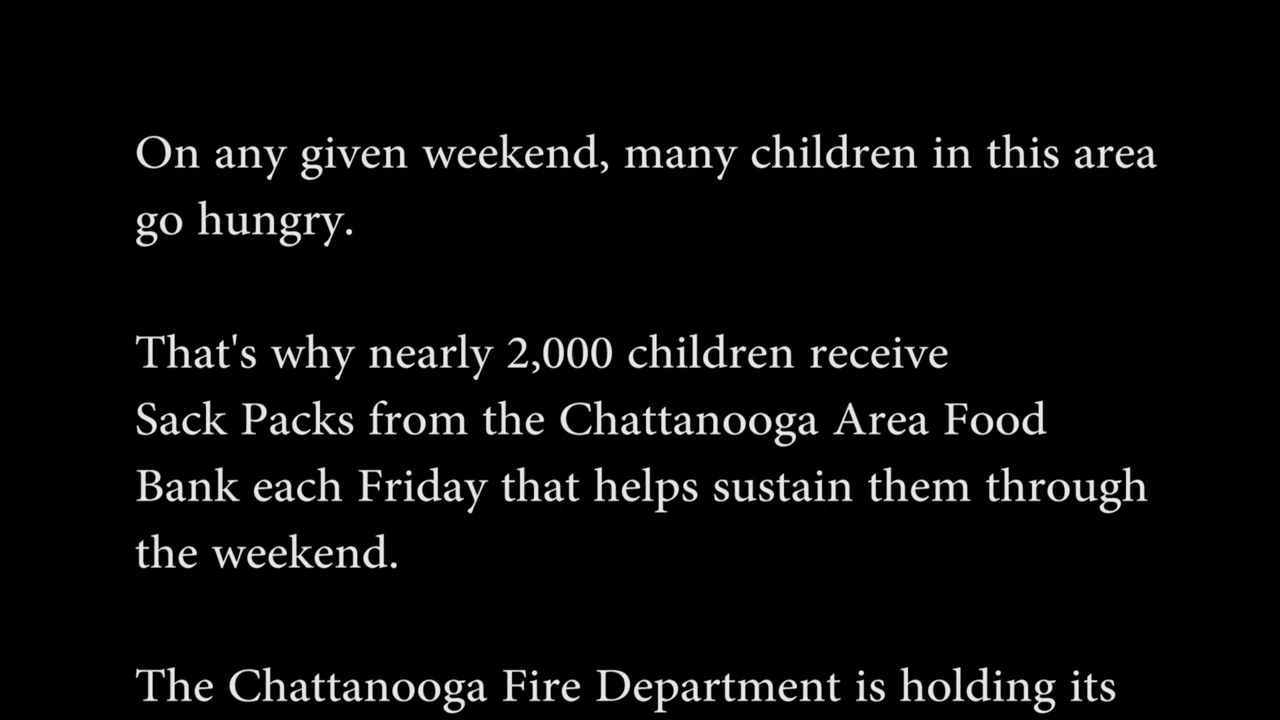 On any given weekend, many children in this area
go hungry.
That's why nearly 2,000 children receive
Sack Packs from the Chattanooga Area Food
Bank each Friday that helps sustain them through
the weekend.
The Chattanooga Fire Department is holding its